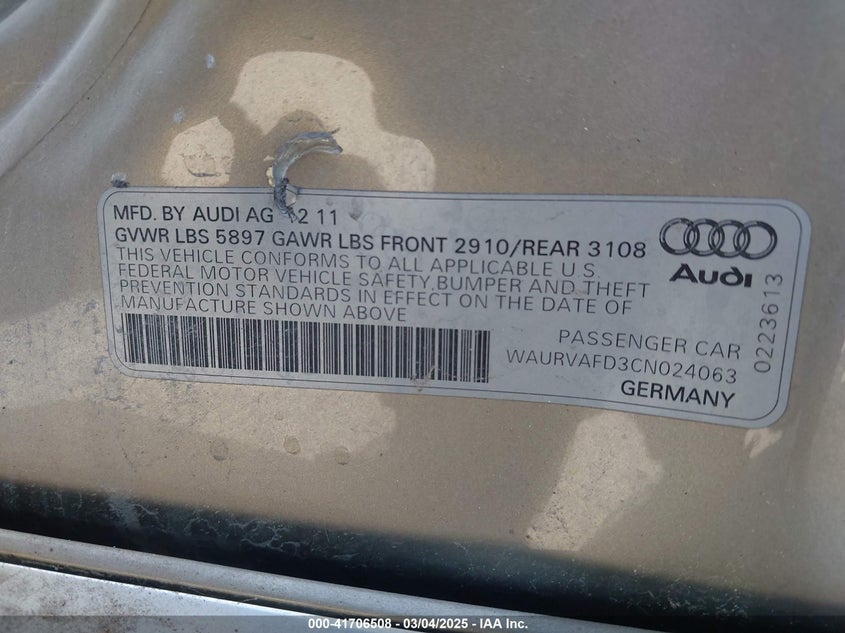 MFD. BY AUDI AG 12 11
GVWR LBS 5897 GAWR LBS FRONT 2910/REAR 3108
THIS VEHICLE CONFORMS TO ALL APPLICABLE U.S.
FEDERAL MOTOR VEHICLE SAFETY,BUMPER AND THEFT
PREVENTION STANDARDS IN EFFECT ON THE DATE OF
MANUFACTURE SHOWN ABOVE
Audi
0223613
PASSENGER CAR
WAURVAFD3CN024063
GERMANY
000-41706508 - 03/04/2025 - IAA Inc.